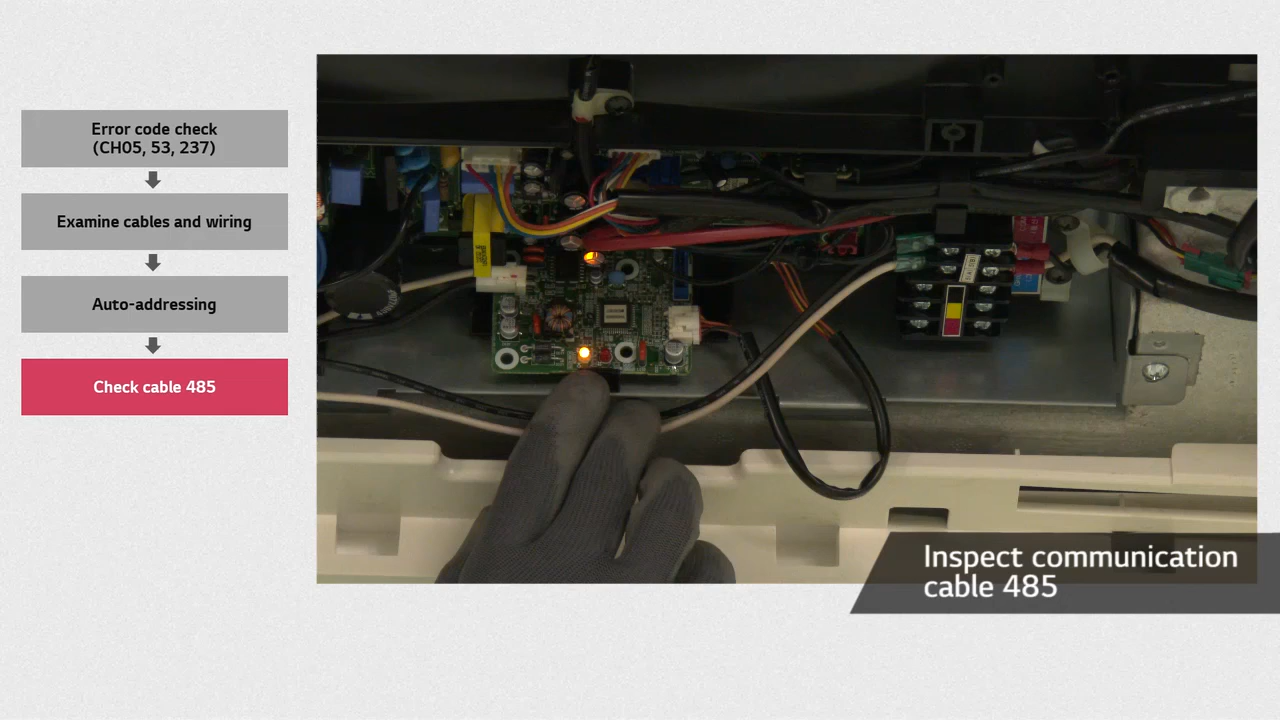 Error code check
(CH05, 53, 237)
Examine cables and wiring
Auto-addressing
Check cable 485
Inspect communication
cable 485